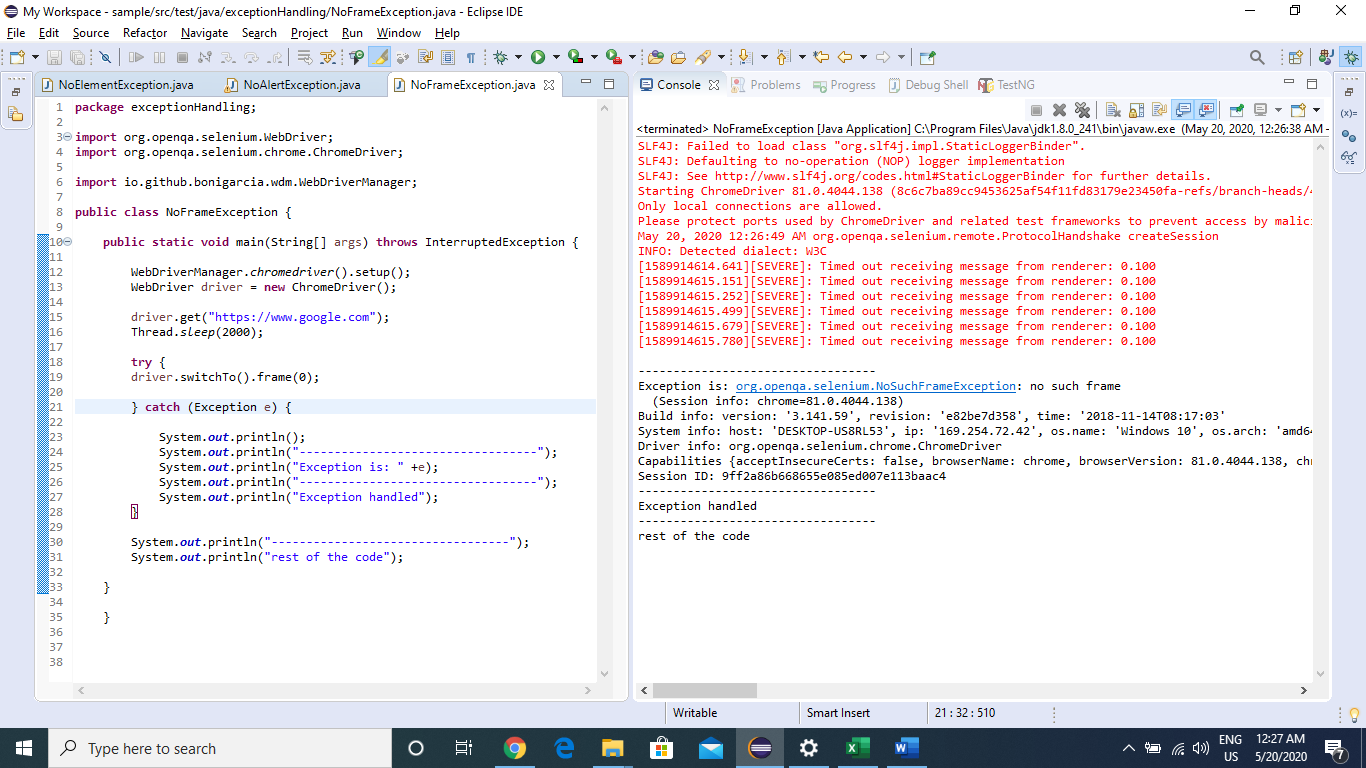 My Workspace - sample/src/test/java/exceptionHandling/NoFrameException.java - Eclipse IDE
File Edit Source Refactor Navigate Search Project Run Window Help
NoElementException.java NoAlertException.java NoFrameException.java
1 package exceptionHandling;
2
3 import org.openqa.selenium.WebDriver;
4 import org.openqa.selenium.chrome.ChromeDriver;
5
6 import io.github.bonigarcia.wdm.WebDriverManager;
7
8 public class NoFrameException {
9
10 public static void main(String[] args) throws InterruptedException {
11
12 WebDriverManager.chromedriver().setup();
13 WebDriver driver = new ChromeDriver();
14
15 driver.get("https://www.google.com");
16 Thread.sleep(2000);
17
18 try {
19 driver.switchTo().frame(0);
20
21 } catch (Exception e) {
22
23 System.out.println();
24 System.out.println("----------------------------------");
25 System.out.println("Exception is: " +e);
26 System.out.println("----------------------------------");
27 System.out.println("Exception handled");
28 }
29
30 System.out.println("----------------------------------");
31 System.out.println("rest of the code");
32
33 }
34
35 }
36
37
38
Console Problems Progress Debug Shell TestNG
<terminated> NoFrameException [Java Application] C:\Program Files\Java\jdk1.8.0_241\bin\javaw.exe (May 20, 2020, 12:26:38 AM -
SLF4J: Failed to load class "org.slf4j.impl.StaticLoggerBinder".
SLF4J: Defaulting to no-operation (NOP) logger implementation
SLF4J: See http://www.slf4j.org/codes.html#StaticLoggerBinder for further details.
Starting ChromeDriver 81.0.4044.138 (8c6c7ba89cc9453625af54f11fd83179e23450fa-refs/branch-heads/4
Only local connections are allowed.
Please protect ports used by ChromeDriver and related test frameworks to prevent access by malici
May 20, 2020 12:26:49 AM org.openqa.selenium.remote.ProtocolHandshake createSession
INFO: Detected dialect: W3C
[1589914614.641][SEVERE]: Timed out receiving message from renderer: 0.100
[1589914615.151][SEVERE]: Timed out receiving message from renderer: 0.100
[1589914615.252][SEVERE]: Timed out receiving message from renderer: 0.100
[1589914615.499][SEVERE]: Timed out receiving message from renderer: 0.100
[1589914615.679][SEVERE]: Timed out receiving message from renderer: 0.100
[1589914615.780][SEVERE]: Timed out receiving message from renderer: 0.100
----------------------------------
Exception is: org.openqa.selenium.NoSuchFrameException: no such frame
(Session info: chrome=81.0.4044.138)
Build info: version: '3.141.59', revision: 'e82be7d358', time: '2018-11-14T08:17:03'
System info: host: 'DESKTOP-US8RL53', ip: '169.254.72.42', os.name: 'Windows 10', os.arch: 'amd6
Driver info: org.openqa.selenium.chrome.ChromeDriver
Capabilities {acceptInsecureCerts: false, browserName: chrome, browserVersion: 81.0.4044.138, chr
Session ID: 9ff2a86b668655e085ed007e113baac4
----------------------------------
Exception handled
----------------------------------
rest of the code
Writable Smart Insert 21 : 32 : 510
Type here to search
ENG
US
12:27 AM
5/20/2020
7